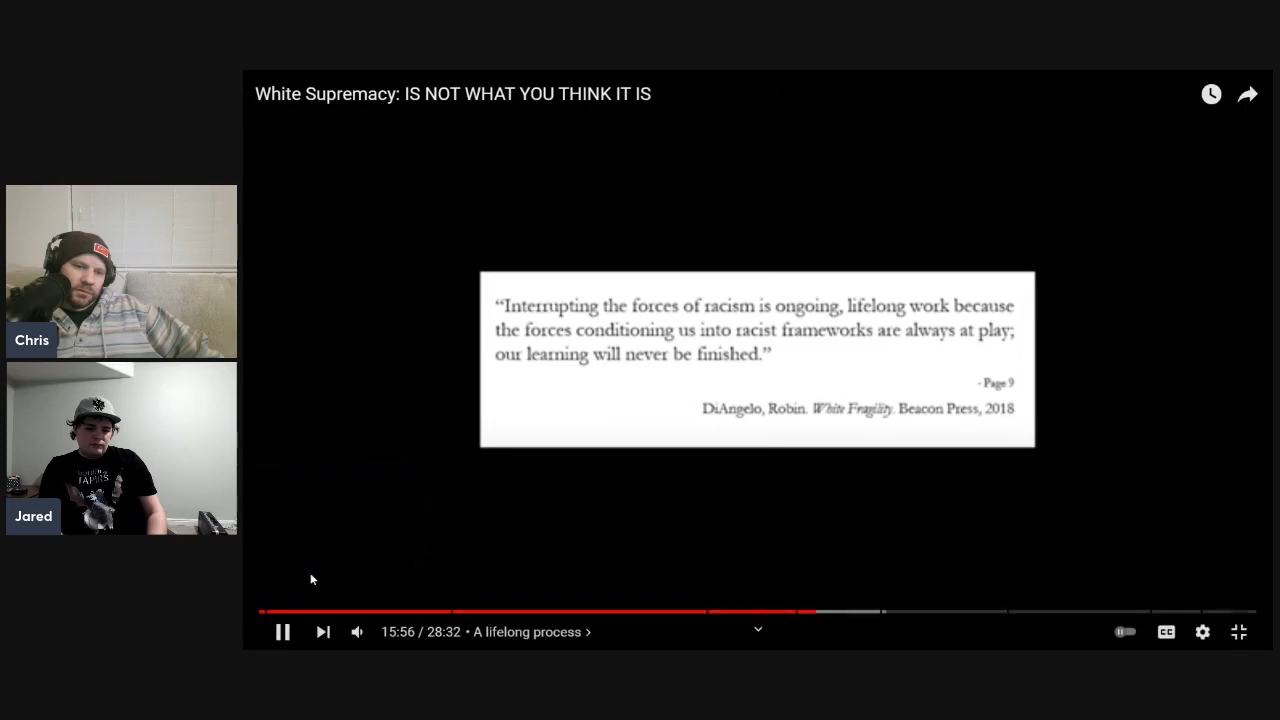 White Supremacy: IS NOT WHAT YOU THINK IT IS
“Interrupting the forces of racism is ongoing, lifelong work because
the forces conditioning us into racist frameworks are always at play;
our learning will never be finished.”
- Page 9
DiAngelo, Robin. White Fragility. Beacon Press, 2018
Chris
TAPIRS
Jared
15:56 / 28:32 • A lifelong process ›
CC